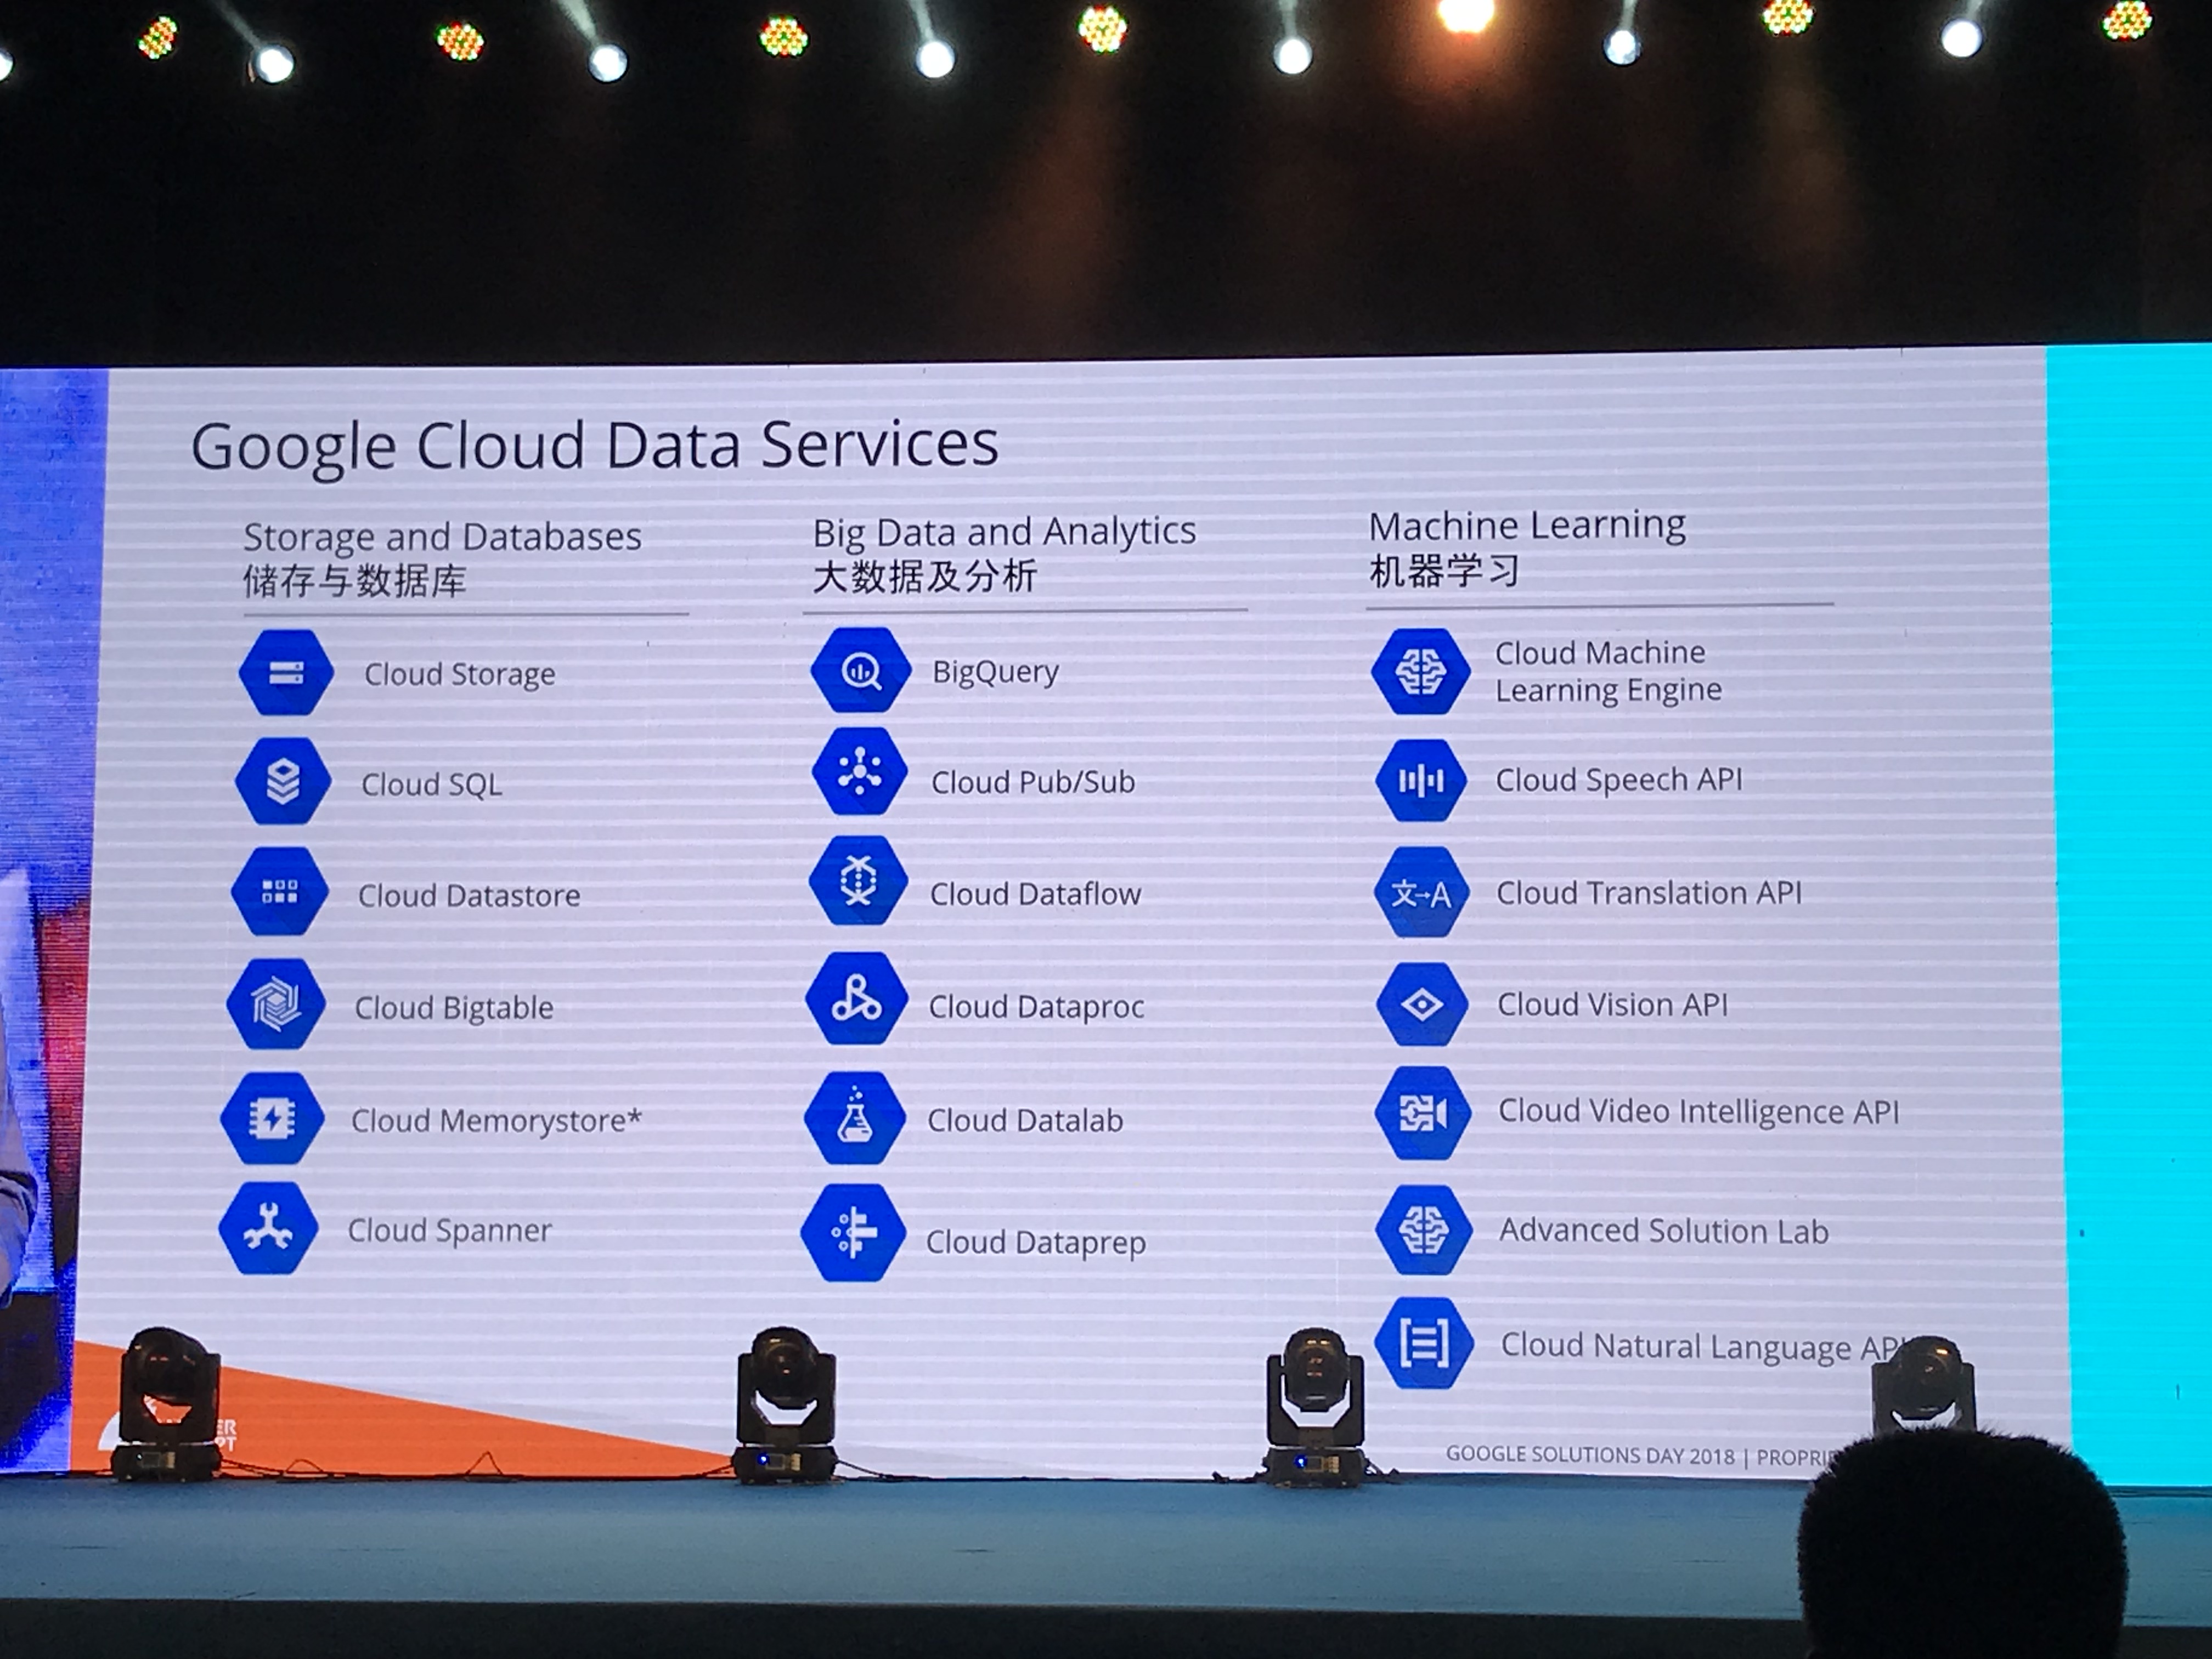 Google Cloud Data Services
Storage and Databases
储存与数据库
Cloud Storage
Cloud SQL
Cloud Datastore
Cloud Bigtable
Cloud Memorystore*
Cloud Spanner
Big Data and Analytics
大数据及分析
BigQuery
Cloud Pub/Sub
Cloud Dataflow
Cloud Dataproc
Cloud Datalab
Cloud Dataprep
Machine Learning
机器学习
Cloud Machine
Learning Engine
Cloud Speech API
文→A
Cloud Translation API
Cloud Vision API
Cloud Video Intelligence API
Advanced Solution Lab
Cloud Natural Language API
GOOGLE SOLUTIONS DAY 2018 |